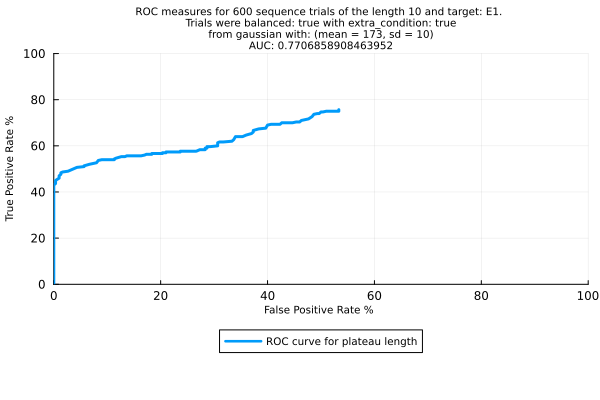 ROC measures for 600 sequence trials of the length 10 and target: E1.
Trials were balanced: true with extra_condition: true
from gaussian with: (mean = 173, sd = 10)
AUC: 0.7706858908463952
100
80
60
40
20
0
True Positive Rate %
0 20 40 60 80 100
False Positive Rate %
ROC curve for plateau length